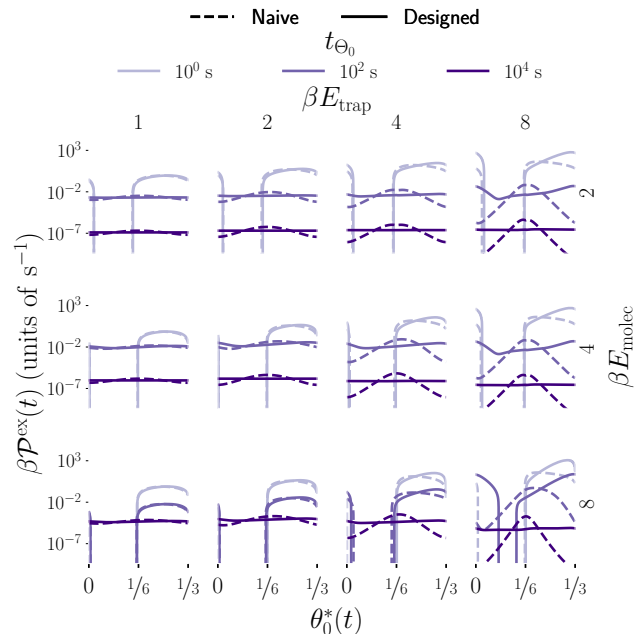 Naive Designed
t_Θ₀
10⁰ s 10² s 10⁴ s
βE_trap
1 2 4 8
10³
10⁻²
10⁻⁷
2
10³
10⁻²
10⁻⁷
4
10³
10⁻²
10⁻⁷
8
β𝒫^ex(t) (units of s⁻¹)
βE_molec
0 1/6 1/3 0 1/6 1/3 0 1/6 1/3 0 1/6 1/3
θ₀*(t)